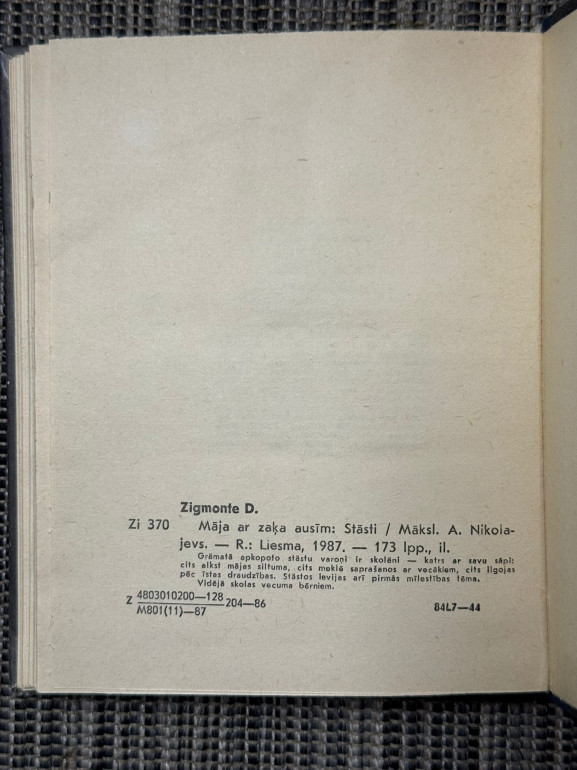 Zigmonte D.
Zi 370 Māja ar zaķa ausīm: Stāsti / Māksl. A. Nikola-
jevs. — R.: Liesma, 1987. — 173 lpp., il.
Grāmatā apkopoto stāstu varoņi ir skolēni — katrs ar savu sāpi:
cits alkst mājas siltuma, cits meklē saprašanos ar vecākiem, cits ilgojas
pēc īstas draudzības. Stāstos ievijas arī pirmās mīlestības tēma.
Vidējā skolas vecuma bērniem.
Z 4803010200—128
M801(11)—87 204—86 84L7—44